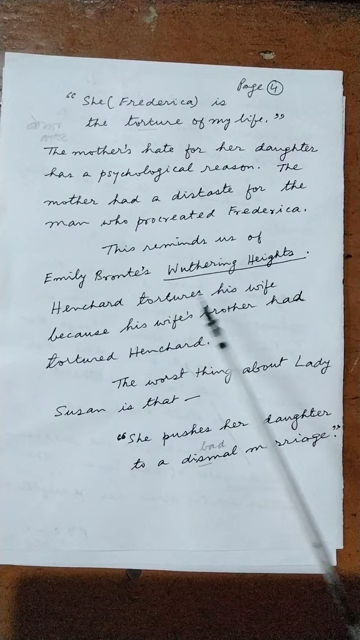 Page 4
" She ( Frederica ) is
the torture of my life. "
The mother's hate for her daughter
has a psychological reason. The
mother had a distaste for the
man who procreated Frederica.
This reminds us of
Emily Bronte's Wuthering Heights.
Henchard tortures his wife
because his wife's brother had
tortured Henchard.
The worst thing about Lady
Susan is that —
" She pushes her daughter
bad
to a dismal marriage. "